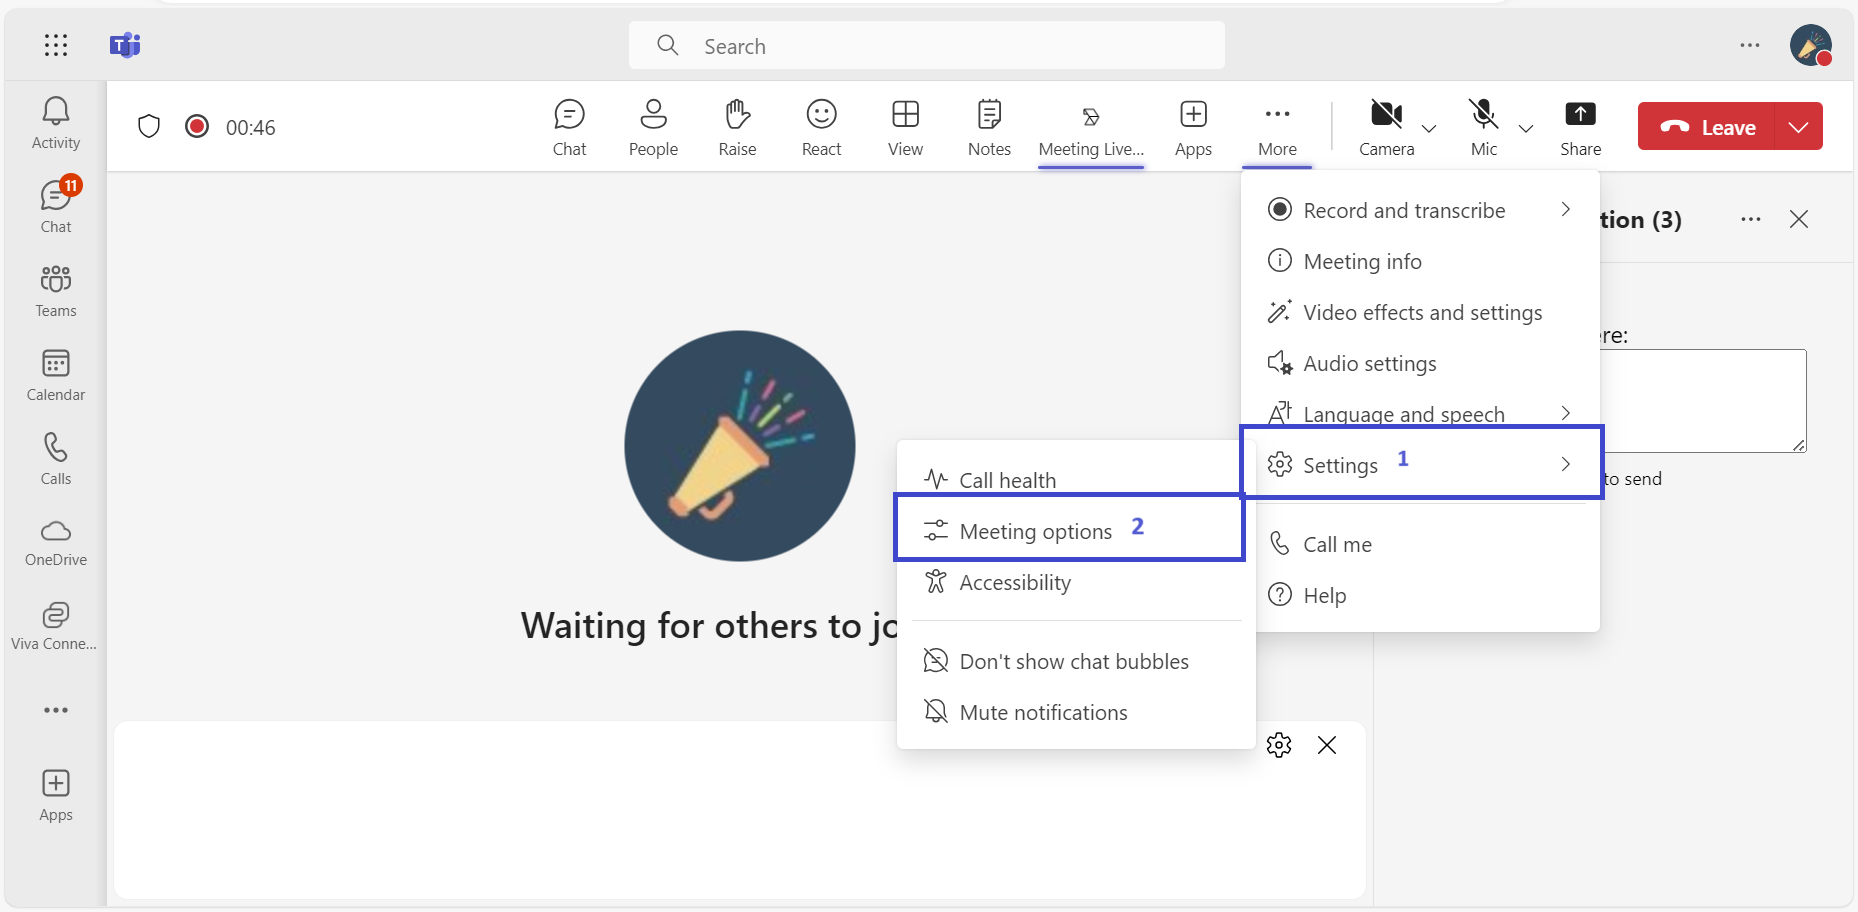 Search
Activity
11
Chat
Teams
Calendar
Calls
OneDrive
Viva Conne...
Apps
00:46
Chat
People
Raise
React
View
Notes
Meeting Live...
Apps
More
Camera
Mic
Share
Leave
Record and transcribe
Meeting info
Video effects and settings
Audio settings
Language and speech
Settings 1
Call me
Help
Call health
Meeting options 2
Accessibility
Don't show chat bubbles
Mute notifications
Waiting for others to jo
tion (3)
ere:
to send